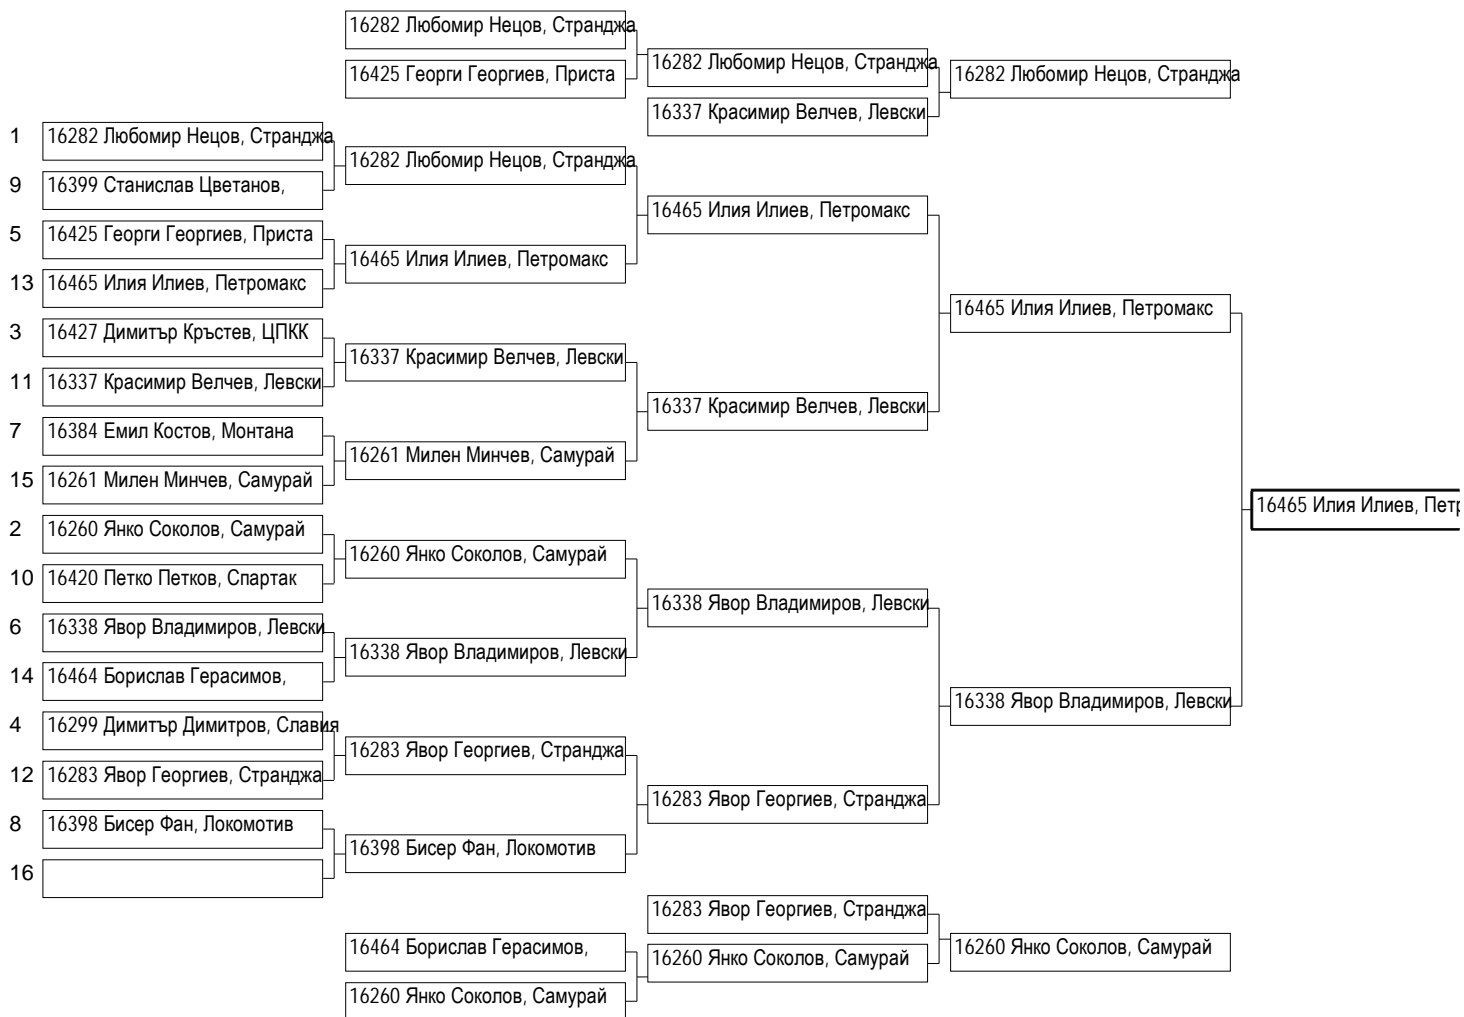 16282 Любомир Нецов, Странджа
16425 Георги Георгиев, Приста
16282 Любомир Нецов, Странджа
16337 Красимир Велчев, Левски
16282 Любомир Нецов, Странджа
1 16282 Любомир Нецов, Странджа
9 16399 Станислав Цветанов,
5 16425 Георги Георгиев, Приста
13 16465 Илия Илиев, Петромакс
3 16427 Димитър Кръстев, ЦПКК
11 16337 Красимир Велчев, Левски
7 16384 Емил Костов, Монтана
15 16261 Милен Минчев, Самурай
2 16260 Янко Соколов, Самурай
10 16420 Петко Петков, Спартак
6 16338 Явор Владимиров, Левски
14 16464 Борислав Герасимов,
4 16299 Димитър Димитров, Славия
12 16283 Явор Георгиев, Странджа
8 16398 Бисер Фан, Локомотив
16
16282 Любомир Нецов, Странджа
16465 Илия Илиев, Петромакс
16337 Красимир Велчев, Левски
16261 Милен Минчев, Самурай
16260 Янко Соколов, Самурай
16338 Явор Владимиров, Левски
16283 Явор Георгиев, Странджа
16398 Бисер Фан, Локомотив
16465 Илия Илиев, Петромакс
16337 Красимир Велчев, Левски
16338 Явор Владимиров, Левски
16283 Явор Георгиев, Странджа
16465 Илия Илиев, Петромакс
16338 Явор Владимиров, Левски
16465 Илия Илиев, Петр
16464 Борислав Герасимов,
16260 Янко Соколов, Самурай
16283 Явор Георгиев, Странджа
16260 Янко Соколов, Самурай
16260 Янко Соколов, Самурай